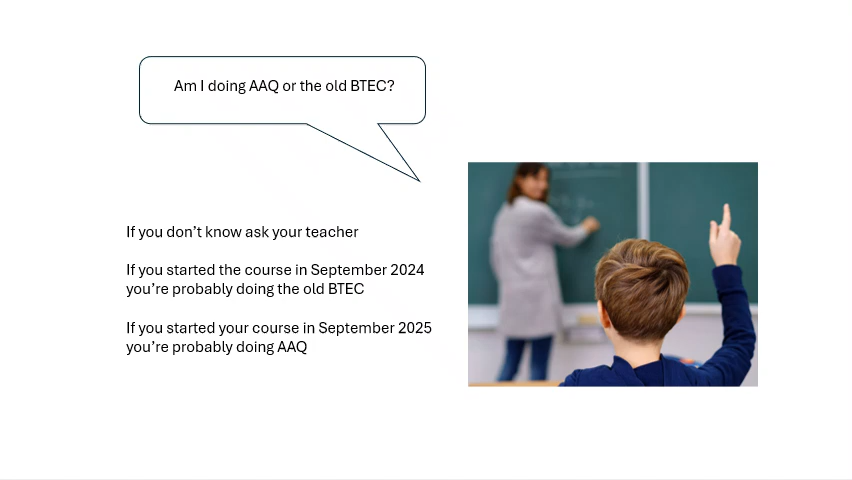 Am I doing AAQ or the old BTEC?
If you don’t know ask your teacher
If you started the course in September 2024
you’re probably doing the old BTEC
If you started your course in September 2025
you’re probably doing AAQ